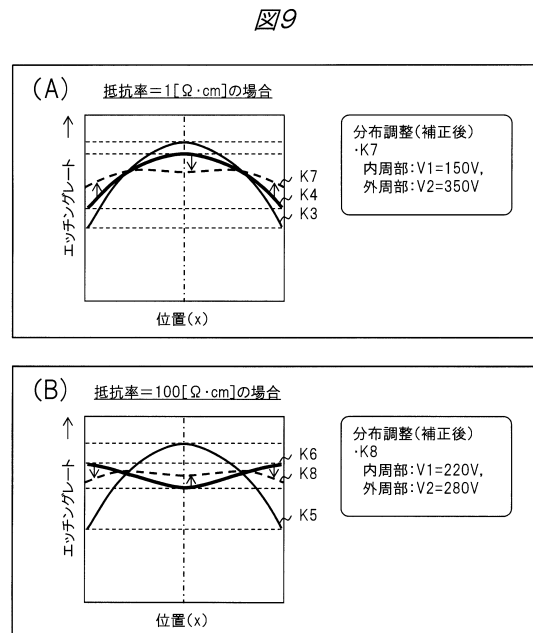 図9
(A) 抵抗率=1[Ω・cm]の場合
エッチングレート →
K7
K4
K3
位置(x)
分布調整(補正後)
・K7
内周部:V1=150V,
外周部:V2=350V
(B) 抵抗率=100[Ω・cm]の場合
エッチングレート →
K6
K8
K5
位置(x)
分布調整(補正後)
・K8
内周部:V1=220V,
外周部:V2=280V